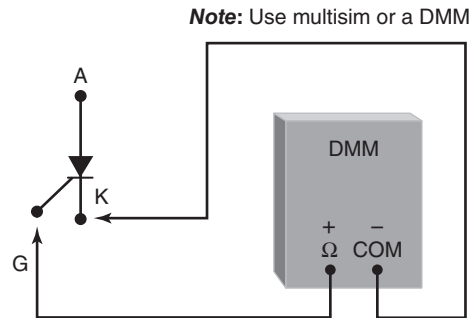 Note: Use multisim or a DMM
A
K
G
DMM
+ −
Ω COM